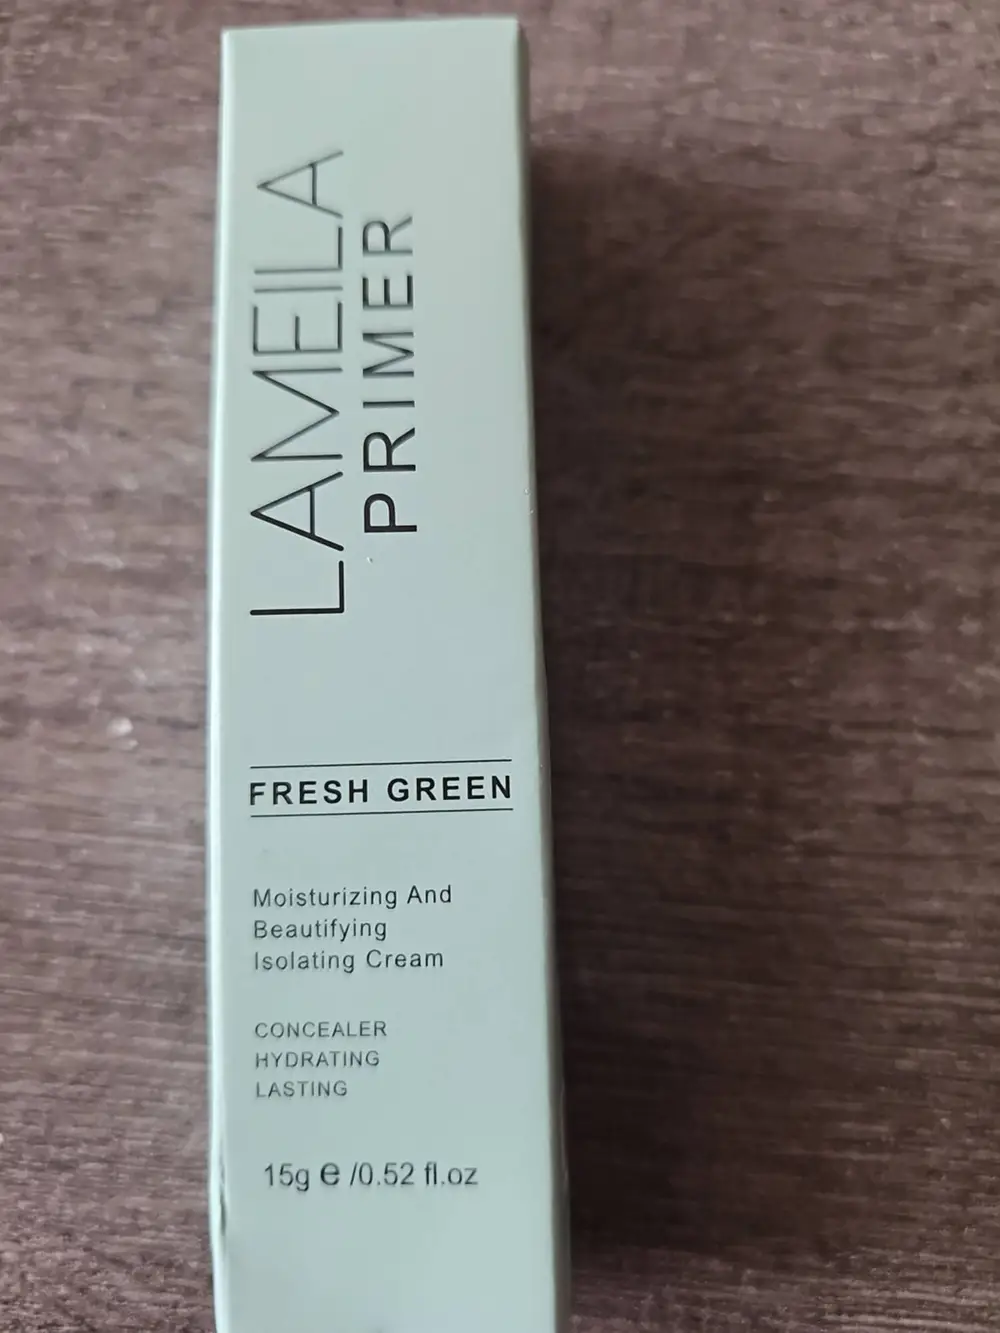 LAMEILA
PRIMER
FRESH GREEN
Moisturizing And
Beautifying
Isolating Cream
CONCEALER
HYDRATING
LASTING
15g e /0.52 fl.oz